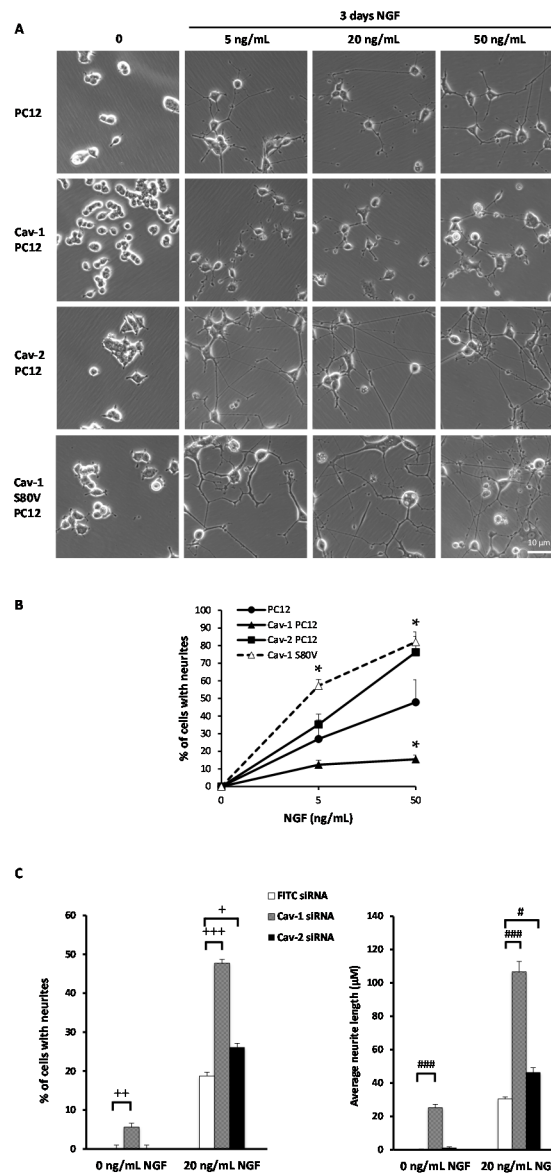 3 days NGF
A
0
5 ng/mL
20 ng/mL
50 ng/mL
PC12
Cav-1
PC12
Cav-2
PC12
Cav-1
S80V
PC12
10 µm
B
100
90
80
70
60
50
40
30
20
10
0
% of cells with neurites
PC12
Cav-1 PC12
Cav-2 PC12
Cav-1 S80V
*
*
*
0
5
50
NGF (ng/mL)
C
FITC siRNA
Cav-1 siRNA
Cav-2 siRNA
60
50
40
30
20
10
0
% of cells with neurites
++
+++
+
0 ng/mL NGF
20 ng/mL NGF
140
120
100
80
60
40
20
0
Average neurite length (µM)
###
###
#
0 ng/mL NGF
20 ng/mL NGF